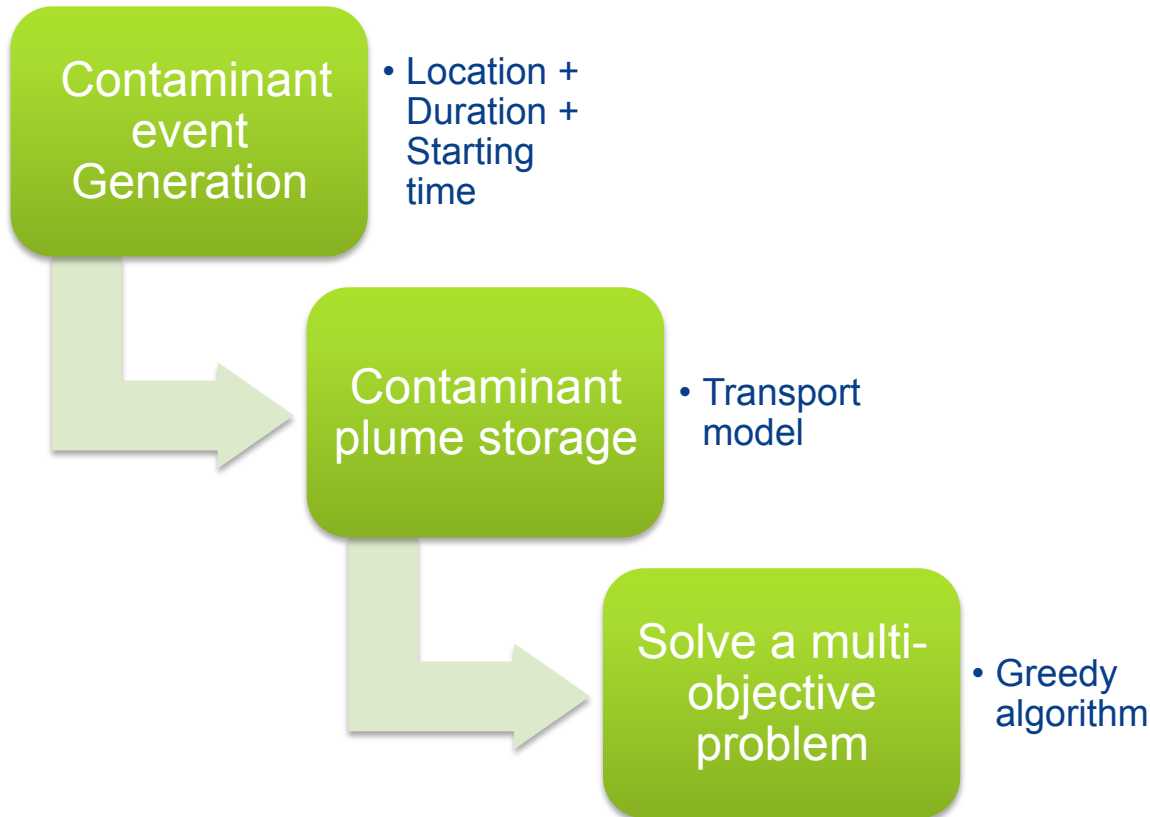 Contaminant
event
Generation
• Location +
Duration +
Starting
time
Contaminant
plume storage
• Transport
model
Solve a multi-
objective
problem
• Greedy
algorithm